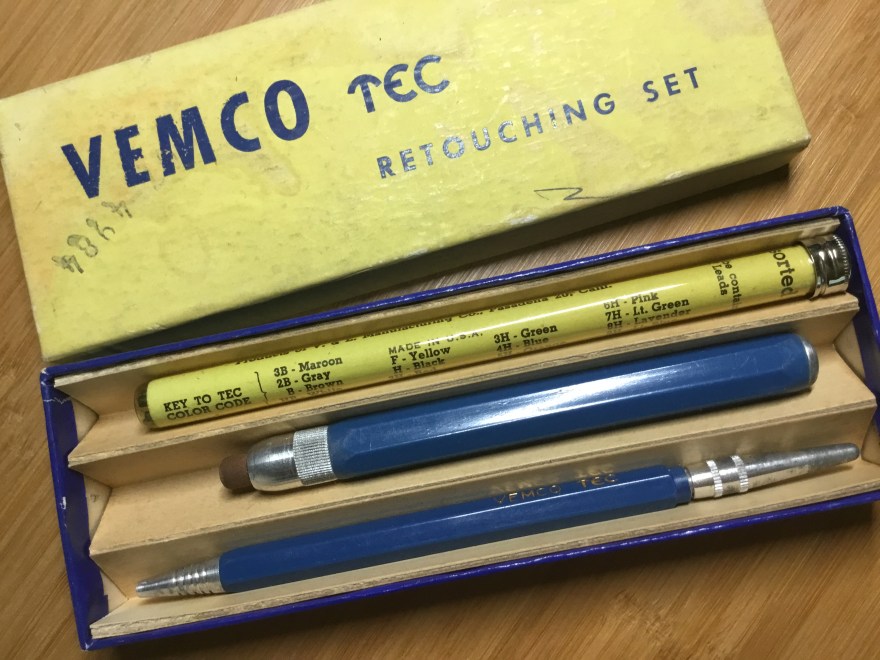 VEMCO TEC
RETOUCHING SET
4984
Manufacturing Co., Pasadena 20, Calif.
MADE IN U.S.A.
KEY TO TEC
COLOR CODE
3B - Maroon
2B - Gray
B - Brown
F - Yellow
H - Black
3H - Green
4H - Blue
6H - Pink
7H - Lt. Green
8H - Lavender
Leads
VEMCO TEC